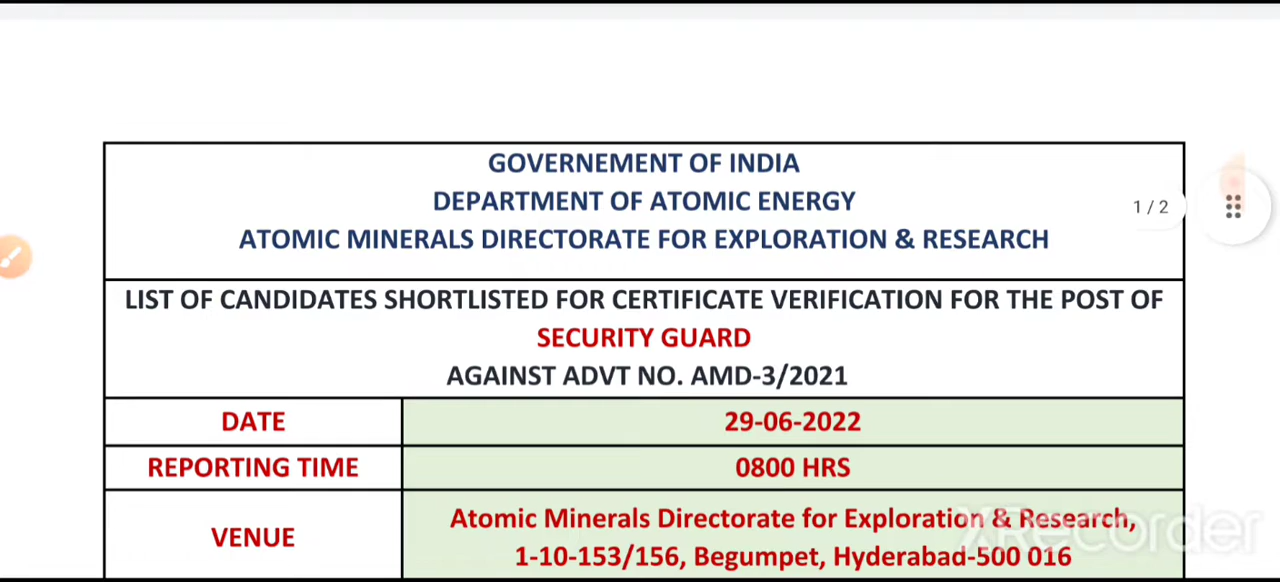 GOVERNEMENT OF INDIA
DEPARTMENT OF ATOMIC ENERGY
ATOMIC MINERALS DIRECTORATE FOR EXPLORATION & RESEARCH
1 / 2
LIST OF CANDIDATES SHORTLISTED FOR CERTIFICATE VERIFICATION FOR THE POST OF
SECURITY GUARD
AGAINST ADVT NO. AMD-3/2021
DATE 29-06-2022
REPORTING TIME 0800 HRS
VENUE Atomic Minerals Directorate for Exploration & Research,
1-10-153/156, Begumpet, Hyderabad-500 016
XRecorder